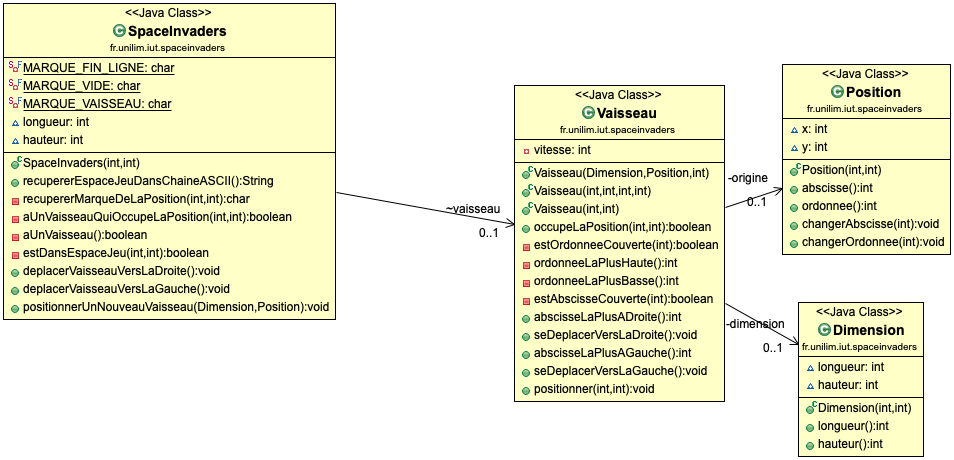 <<Java Class>>
SpaceInvaders
fr.unilim.iut.spaceinvaders
MARQUE_FIN_LIGNE: char
MARQUE_VIDE: char
MARQUE_VAISSEAU: char
longueur: int
hauteur: int
SpaceInvaders(int,int)
recupererEspaceJeuDansChaineASCII():String
recupererMarqueDeLaPosition(int,int):char
aUnVaisseauQuiOccupeLaPosition(int,int):boolean
aUnVaisseau():boolean
estDansEspaceJeu(int,int):boolean
deplacerVaisseauVersLaDroite():void
deplacerVaisseauVersLaGauche():void
positionnerUnNouveauVaisseau(Dimension,Position):void
~vaisseau
0..1
<<Java Class>>
Vaisseau
fr.unilim.iut.spaceinvaders
vitesse: int
Vaisseau(Dimension,Position,int)
Vaisseau(int,int,int,int)
Vaisseau(int,int)
occupeLaPosition(int,int):boolean
estOrdonneeCouverte(int):boolean
ordonneeLaPlusHaute():int
ordonneeLaPlusBasse():int
estAbscisseCouverte(int):boolean
abscisseLaPlusADroite():int
seDeplacerVersLaDroite():void
abscisseLaPlusAGauche():int
seDeplacerVersLaGauche():void
positionner(int,int):void
-origine
0..1
<<Java Class>>
Position
fr.unilim.iut.spaceinvaders
x: int
y: int
Position(int,int)
abscisse():int
ordonnee():int
changerAbscisse(int):void
changerOrdonnee(int):void
-dimension
0..1
<<Java Class>>
Dimension
fr.unilim.iut.spaceinvaders
longueur: int
hauteur: int
Dimension(int,int)
longueur():int
hauteur():int